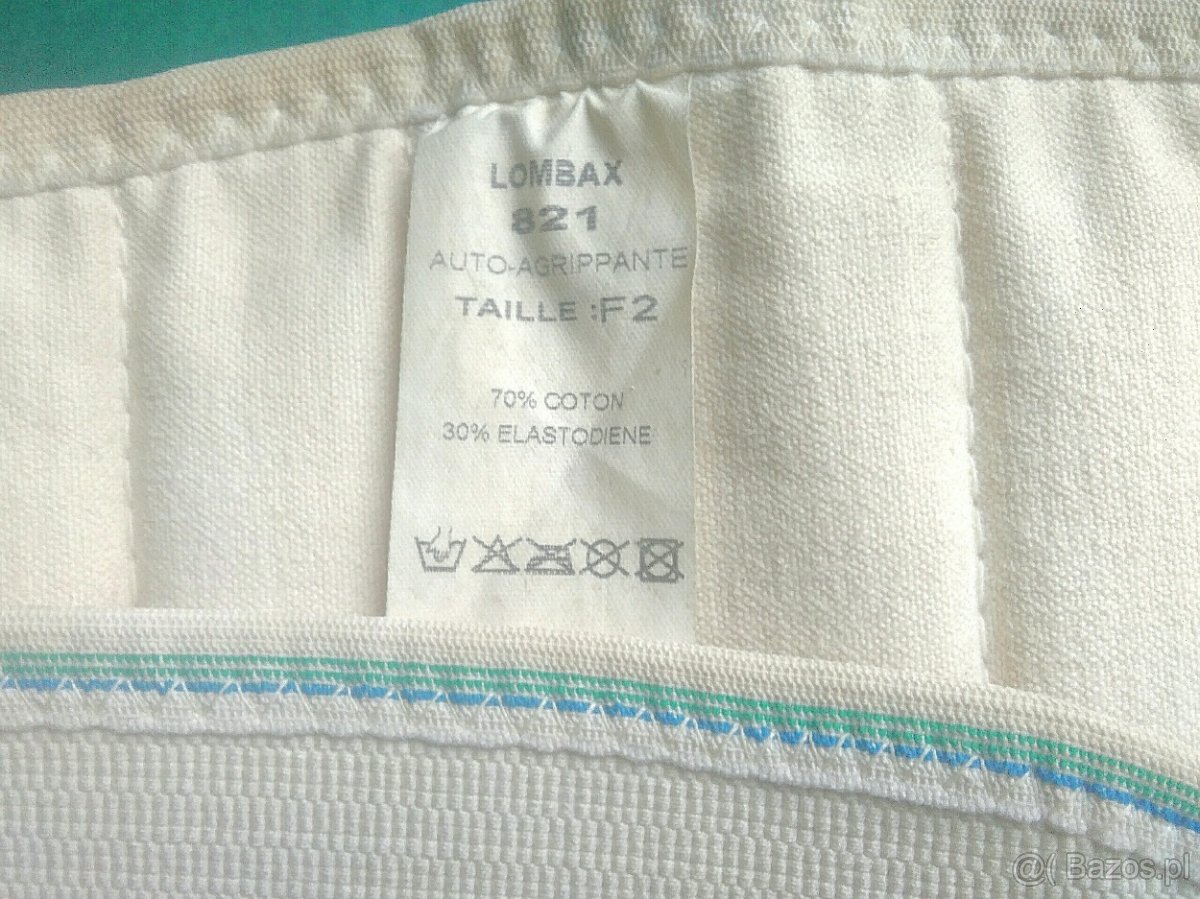 LOMBAX
821
AUTO-AGRIPPANTE
TAILLE :F2
70% COTON
30% ELASTODIENE
@( Bazos.pl